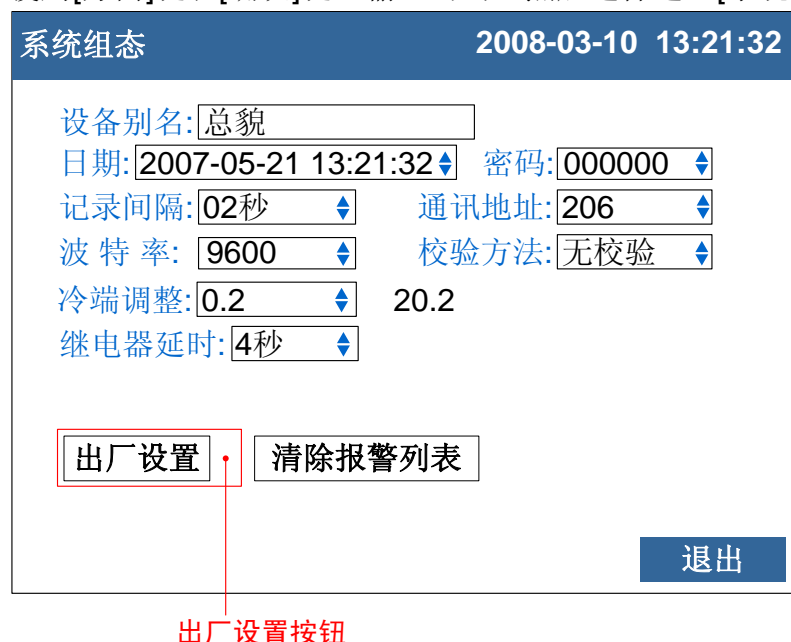 系统组态 2008-03-10 13:21:32
设备别名: 总貌
日期: 2007-05-21 13:21:32 密码: 000000
记录间隔: 02秒 通讯地址: 206
波 特 率: 9600 校验方法: 无校验
冷端调整: 0.2 20.2
继电器延时: 4秒
出厂设置 清除报警列表
退出
出厂设置按钮